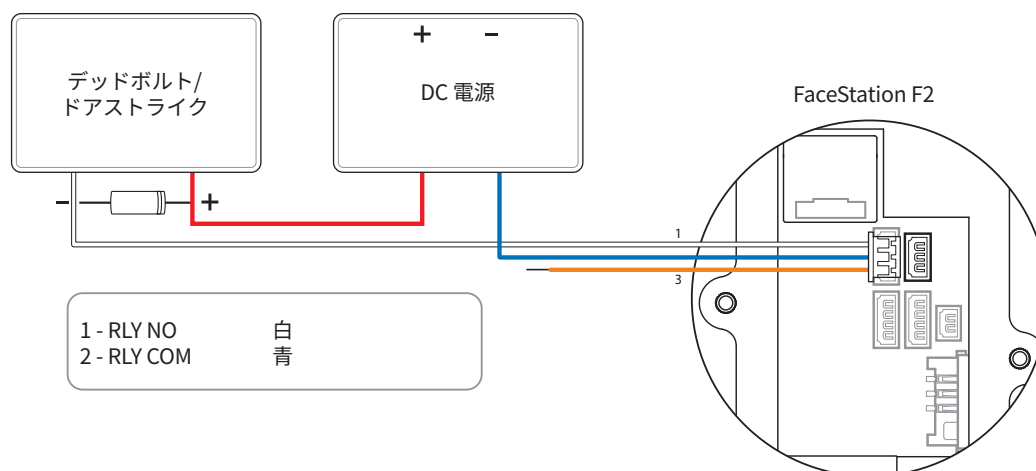 デッドボルト/
ドアストライク
+ −
DC 電源
FaceStation F2
− +
1
3
1 - RLY NO 白
2 - RLY COM 青